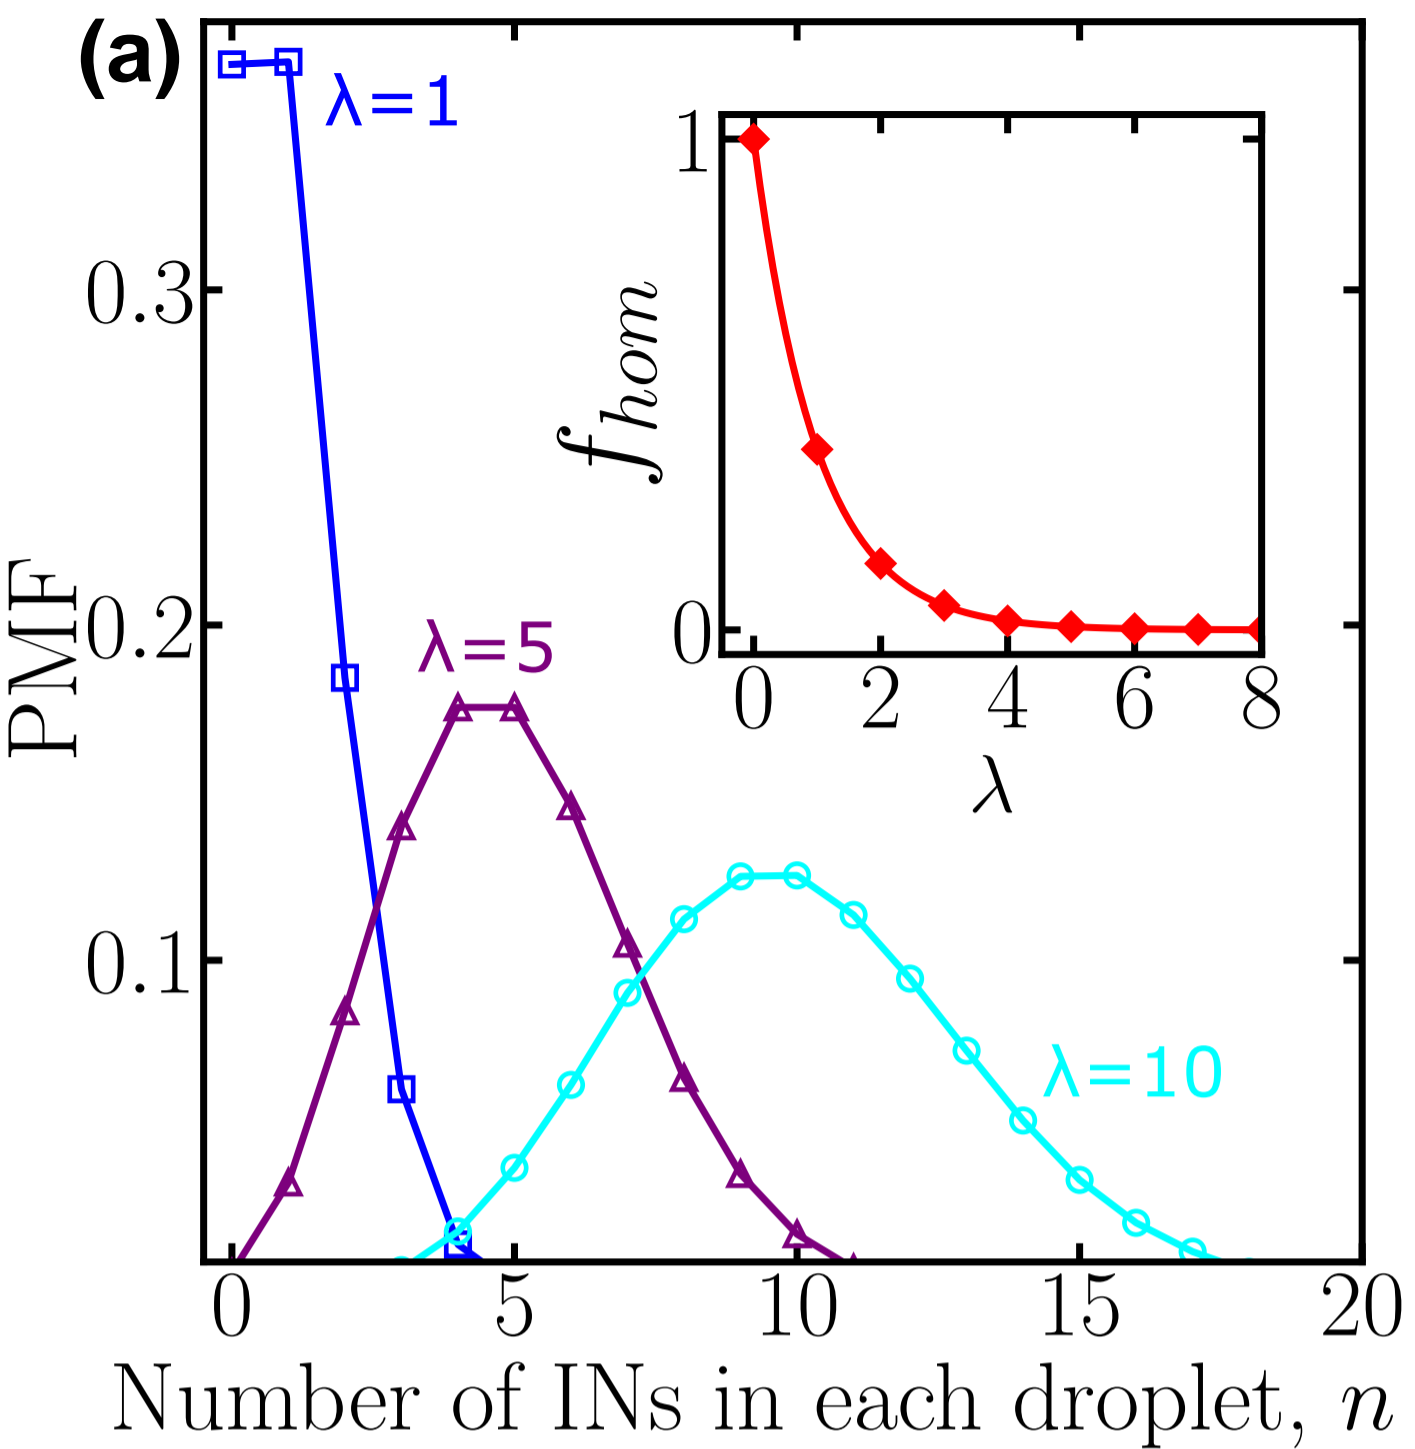 (a)
λ=1
λ=5
λ=10
PMF
0.3
0.2
0.1
0 5 10 15 20
Number of INs in each droplet, n
f_hom
1
0
0 2 4 6 8
λ